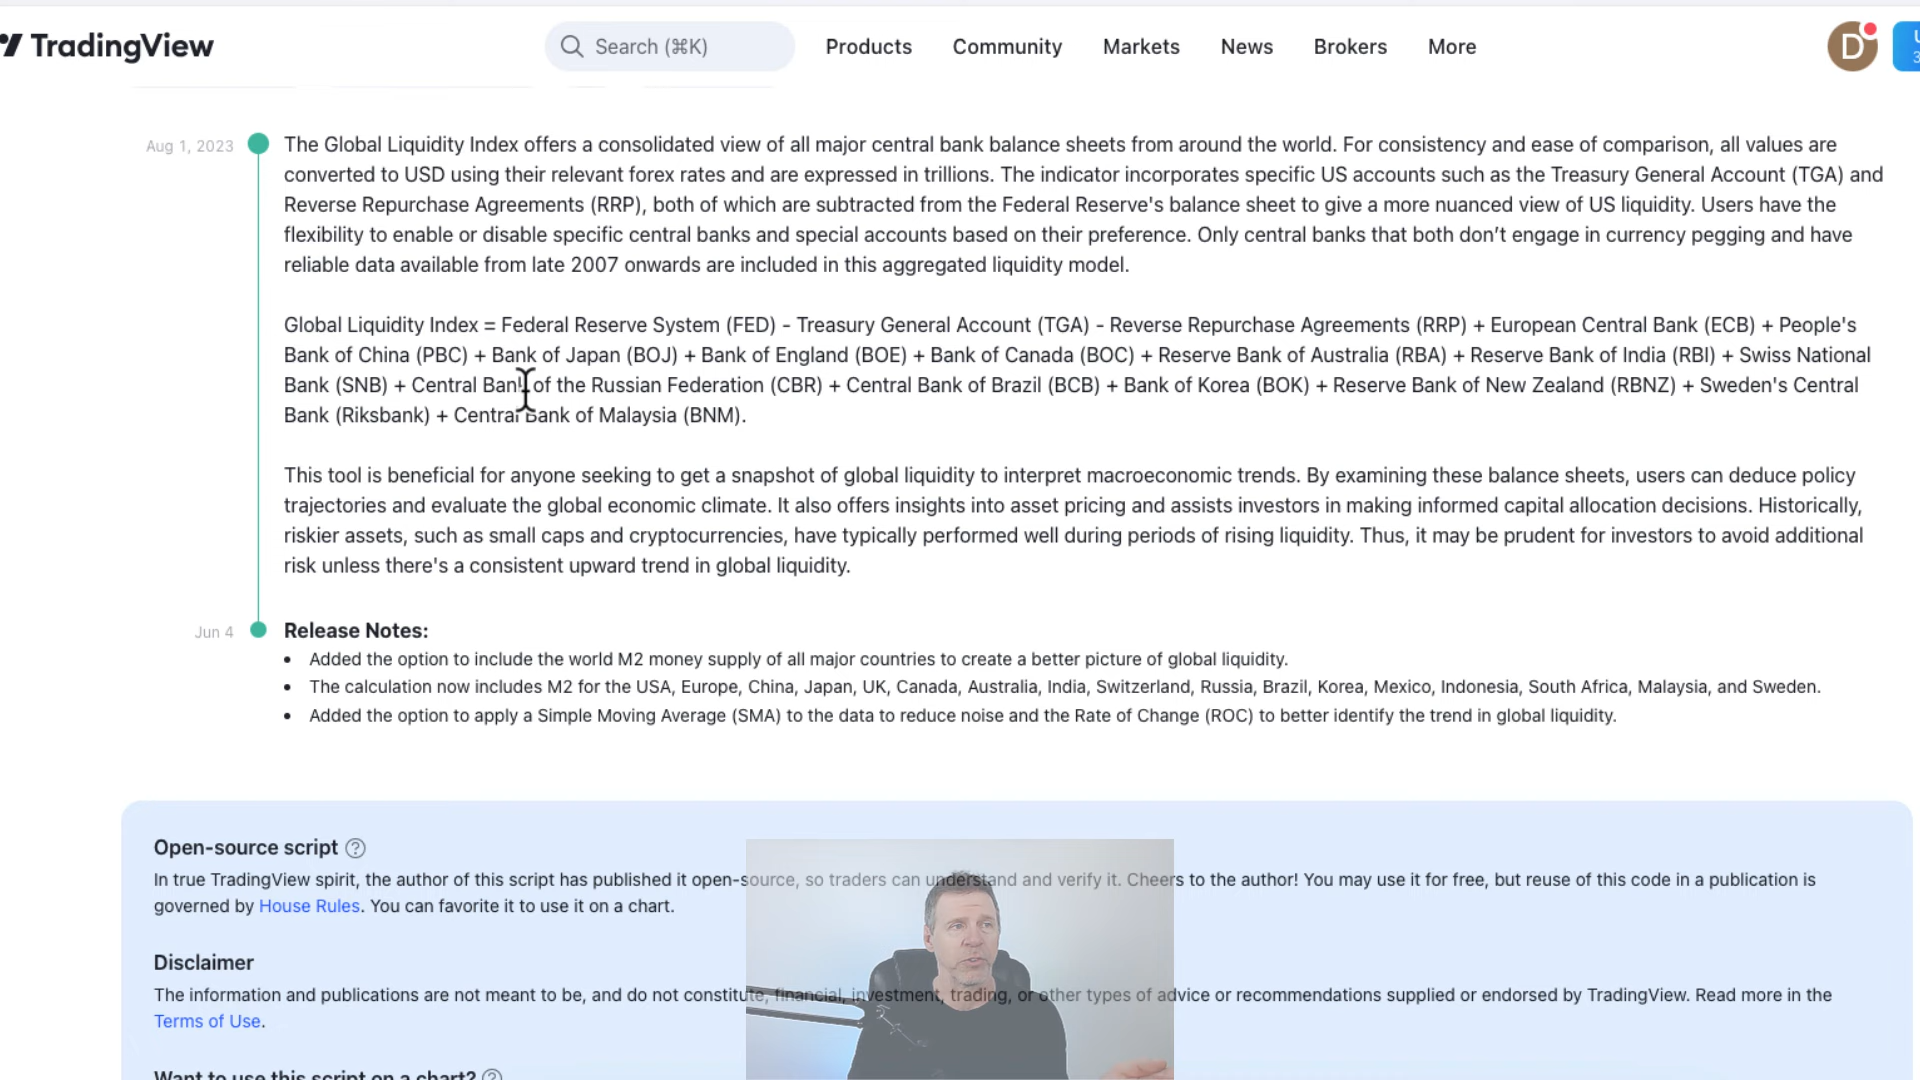 TradingView
Search (⌘K)
Products
Community
Markets
News
Brokers
More
D
Aug 1, 2023
The Global Liquidity Index offers a consolidated view of all major central bank balance sheets from around the world. For consistency and ease of comparison, all values are
converted to USD using their relevant forex rates and are expressed in trillions. The indicator incorporates specific US accounts such as the Treasury General Account (TGA) and
Reverse Repurchase Agreements (RRP), both of which are subtracted from the Federal Reserve's balance sheet to give a more nuanced view of US liquidity. Users have the
flexibility to enable or disable specific central banks and special accounts based on their preference. Only central banks that both don’t engage in currency pegging and have
reliable data available from late 2007 onwards are included in this aggregated liquidity model.
Global Liquidity Index = Federal Reserve System (FED) - Treasury General Account (TGA) - Reverse Repurchase Agreements (RRP) + European Central Bank (ECB) + People's
Bank of China (PBC) + Bank of Japan (BOJ) + Bank of England (BOE) + Bank of Canada (BOC) + Reserve Bank of Australia (RBA) + Reserve Bank of India (RBI) + Swiss National
Bank (SNB) + Central Bank of the Russian Federation (CBR) + Central Bank of Brazil (BCB) + Bank of Korea (BOK) + Reserve Bank of New Zealand (RBNZ) + Sweden's Central
Bank (Riksbank) + Central Bank of Malaysia (BNM).
This tool is beneficial for anyone seeking to get a snapshot of global liquidity to interpret macroeconomic trends. By examining these balance sheets, users can deduce policy
trajectories and evaluate the global economic climate. It also offers insights into asset pricing and assists investors in making informed capital allocation decisions. Historically,
riskier assets, such as small caps and cryptocurrencies, have typically performed well during periods of rising liquidity. Thus, it may be prudent for investors to avoid additional
risk unless there's a consistent upward trend in global liquidity.
Jun 4
Release Notes:
• Added the option to include the world M2 money supply of all major countries to create a better picture of global liquidity.
• The calculation now includes M2 for the USA, Europe, China, Japan, UK, Canada, Australia, India, Switzerland, Russia, Brazil, Korea, Mexico, Indonesia, South Africa, Malaysia, and Sweden.
• Added the option to apply a Simple Moving Average (SMA) to the data to reduce noise and the Rate of Change (ROC) to better identify the trend in global liquidity.
Open-source script ?
In true TradingView spirit, the author of this script has published it open-source, so traders can understand and verify it. Cheers to the author! You may use it for free, but reuse of this code in a publication is
governed by House Rules. You can favorite it to use it on a chart.
Disclaimer
The information and publications are not meant to be, and do not constitute, financial, investment, trading, or other types of advice or recommendations supplied or endorsed by TradingView. Read more in the
Terms of Use.
Want to use this script on a chart? ?